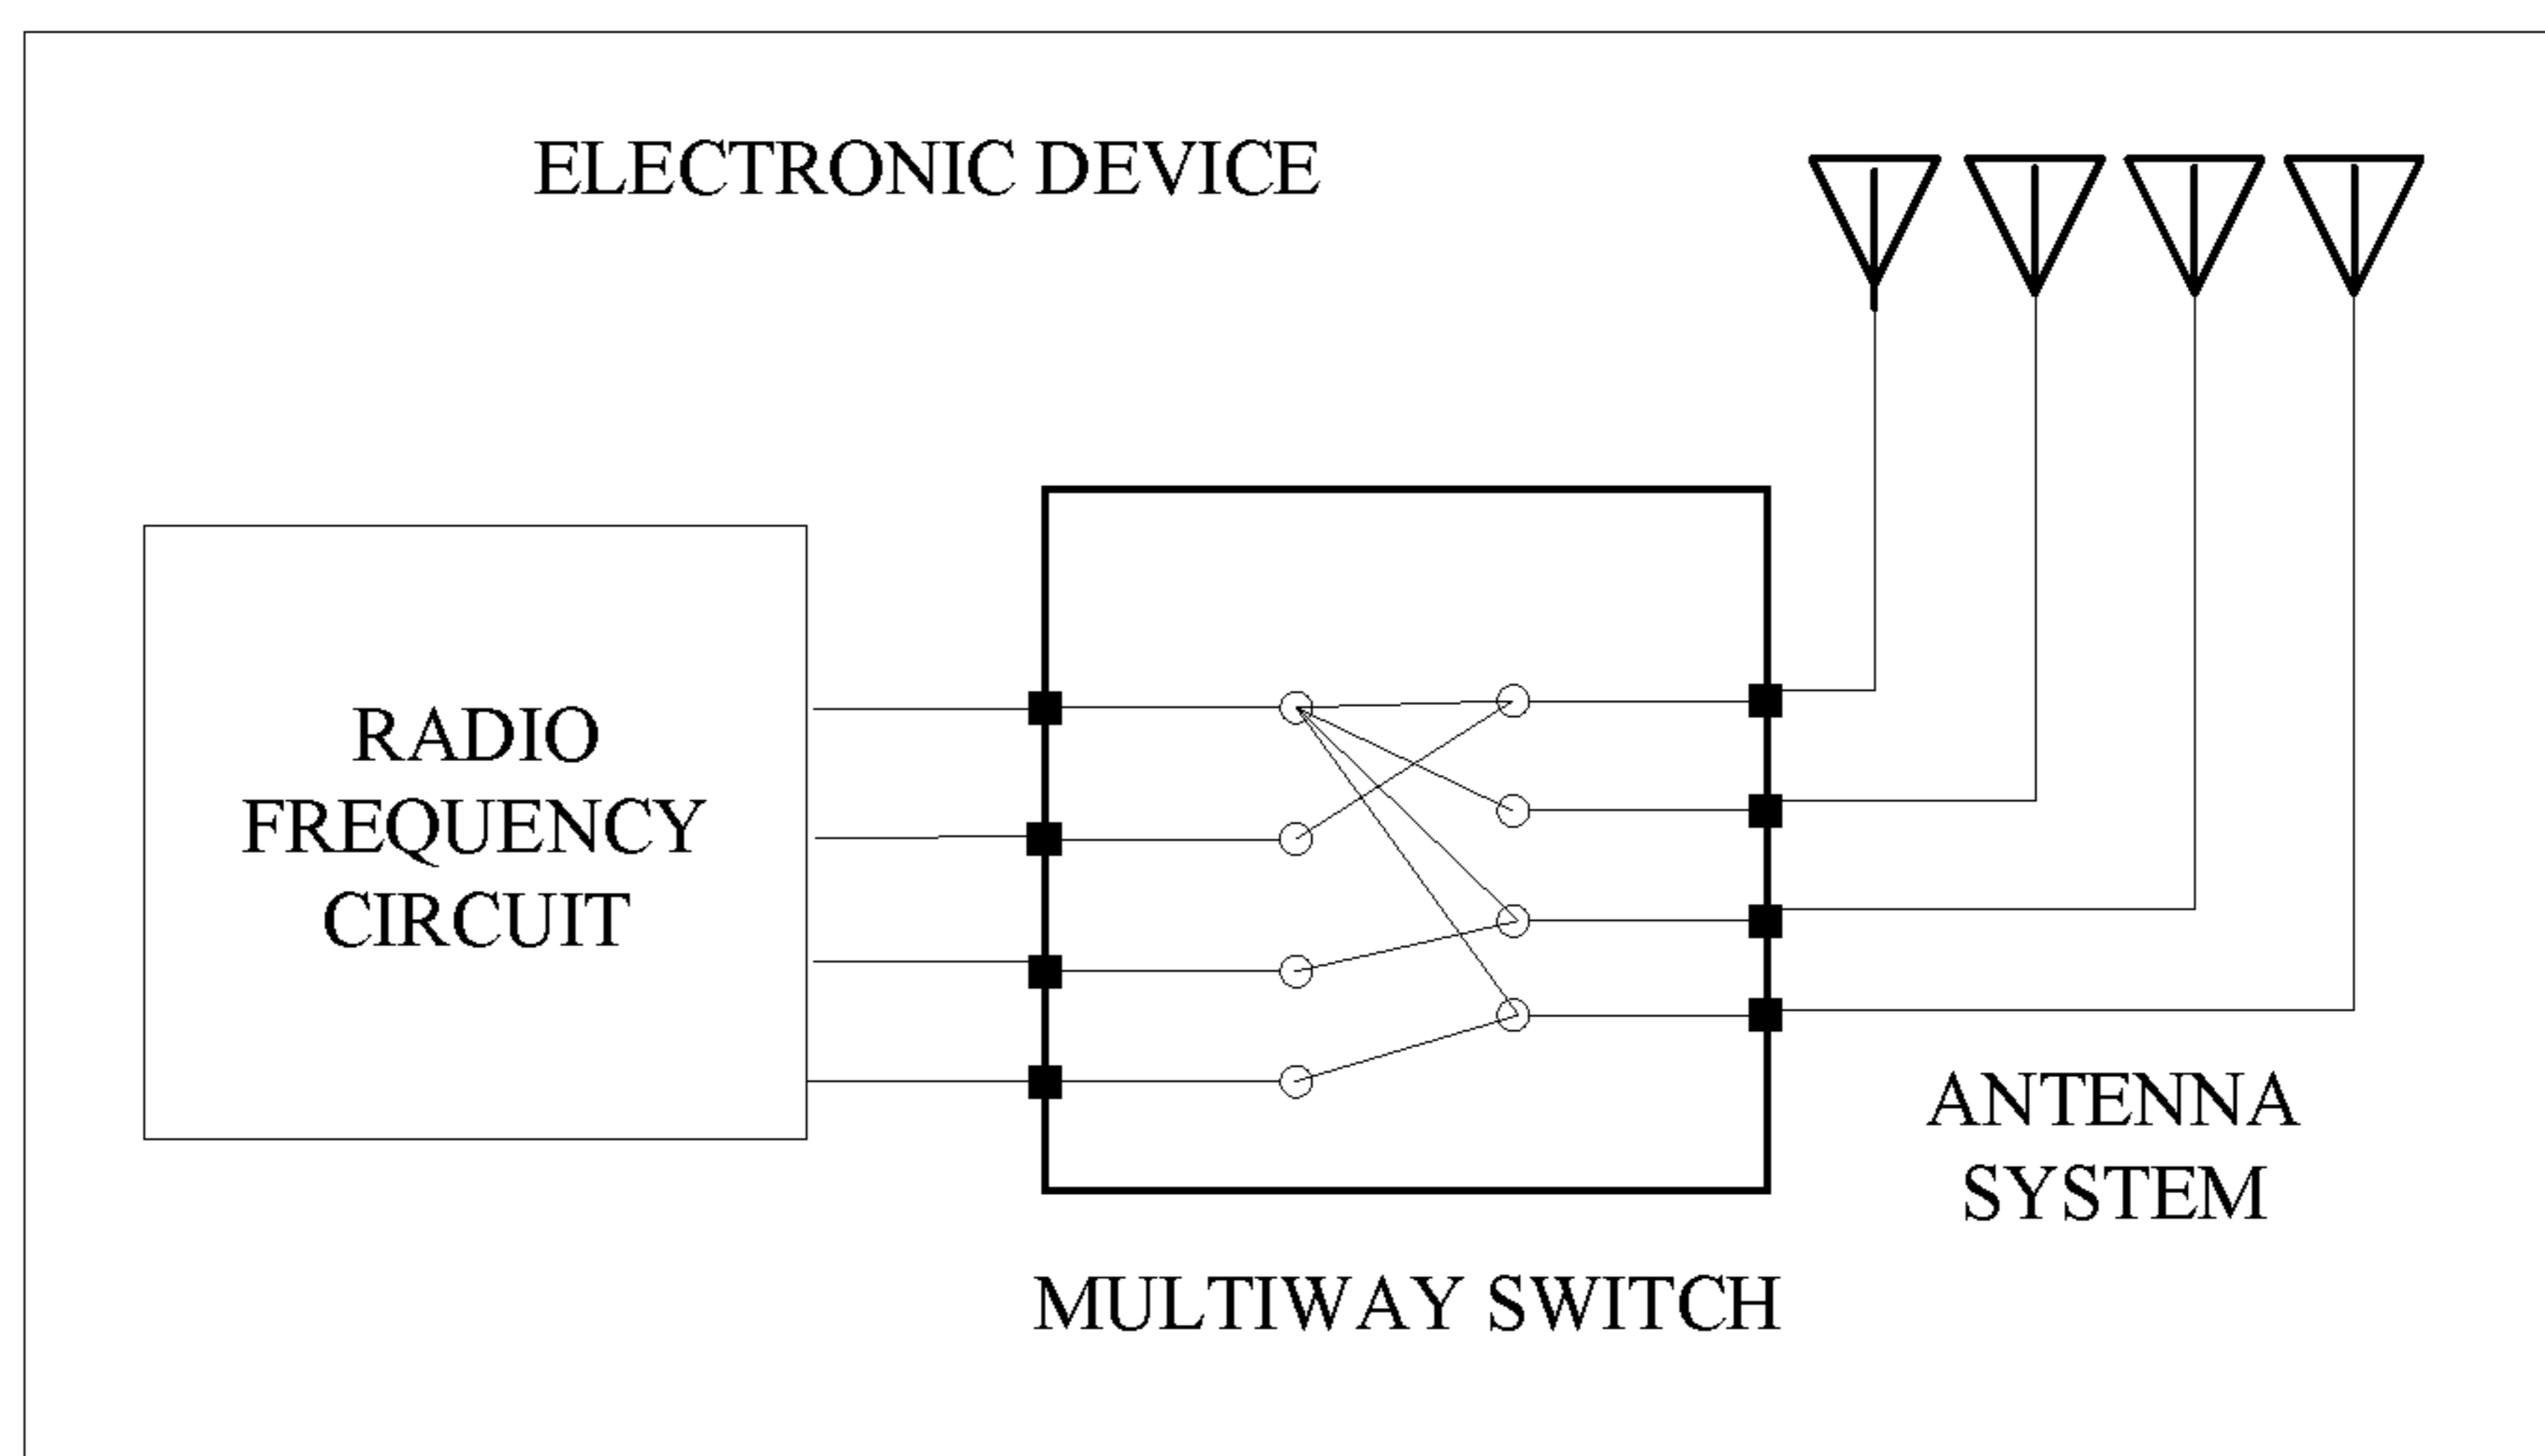 ELECTRONIC DEVICE
RADIO
FREQUENCY
CIRCUIT
ANTENNA
SYSTEM
MULTIWAY SWITCH